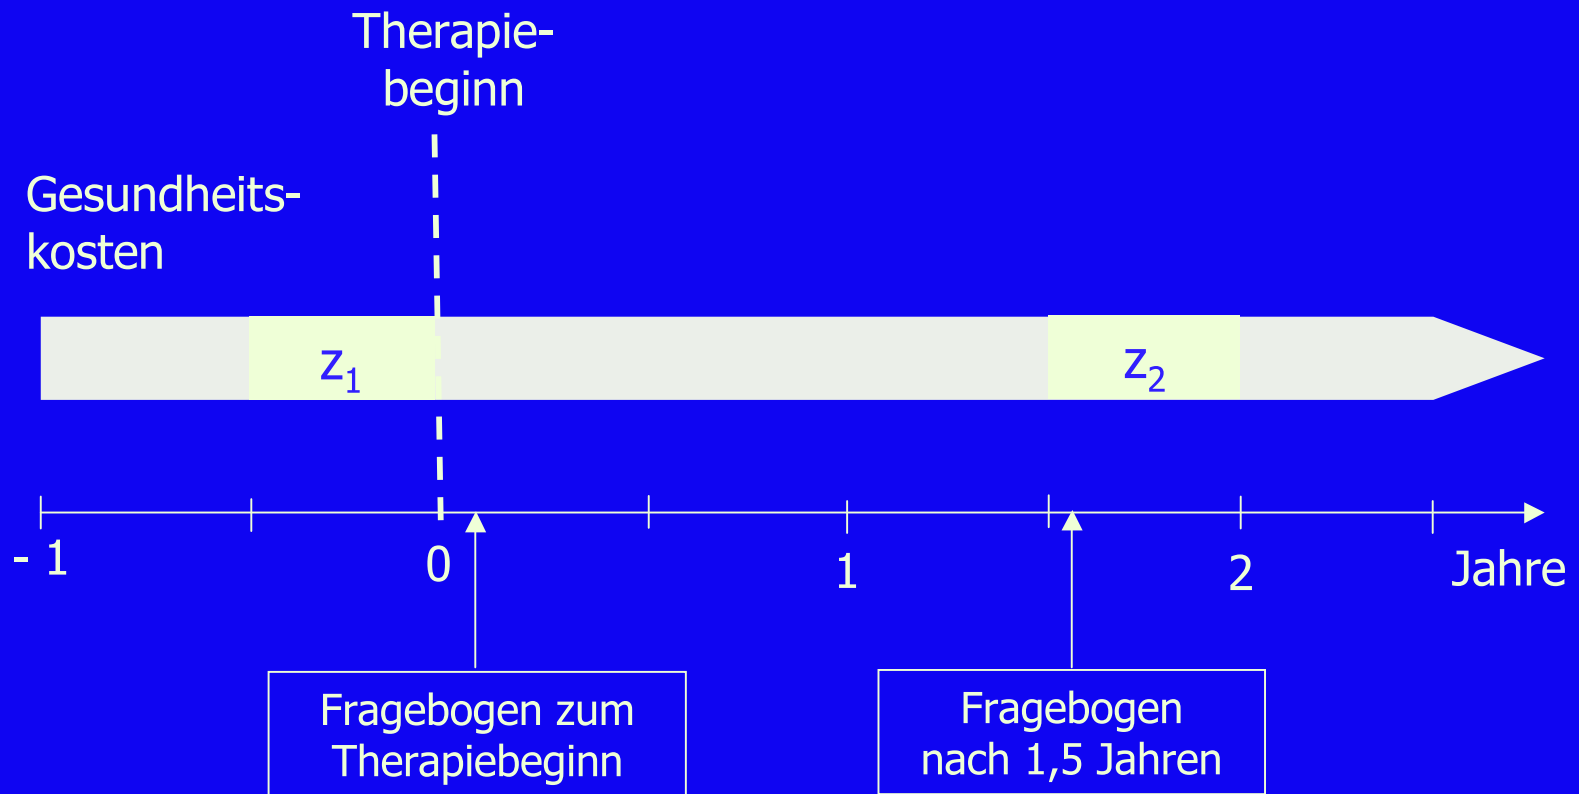 Therapie-
beginn
Gesundheits-
kosten
z₁
z₂
- 1
0
1
2
Jahre
Fragebogen zum
Therapiebeginn
Fragebogen
nach 1,5 Jahren